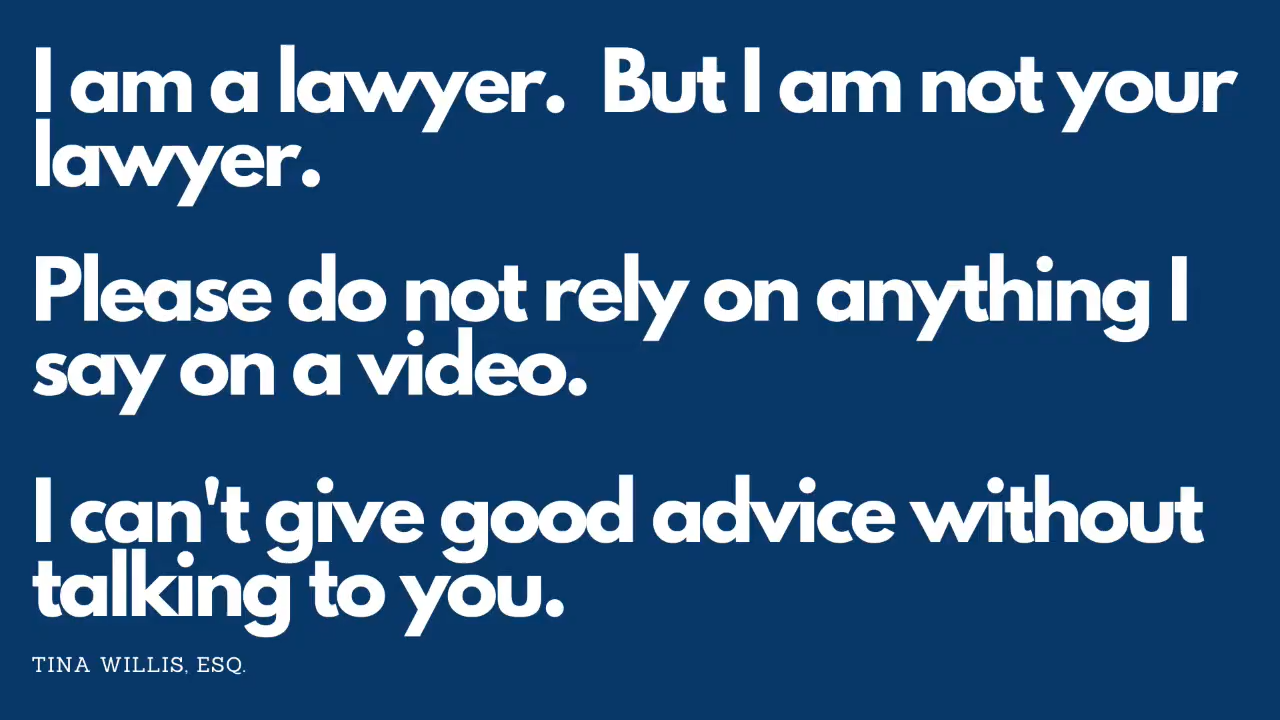 I am a lawyer.  But I am not your
lawyer.
Please do not rely on anything I
say on a video.
I can't give good advice without
talking to you.
TINA WILLIS, ESQ.